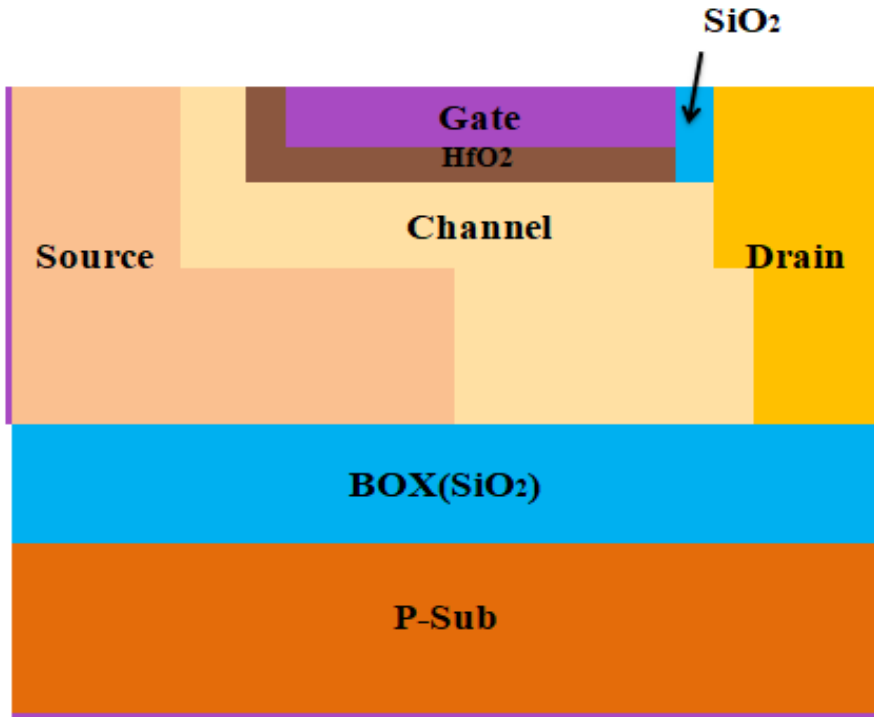 SiO₂
Gate
HfO2
Channel
Source
Drain
BOX(SiO₂)
P-Sub